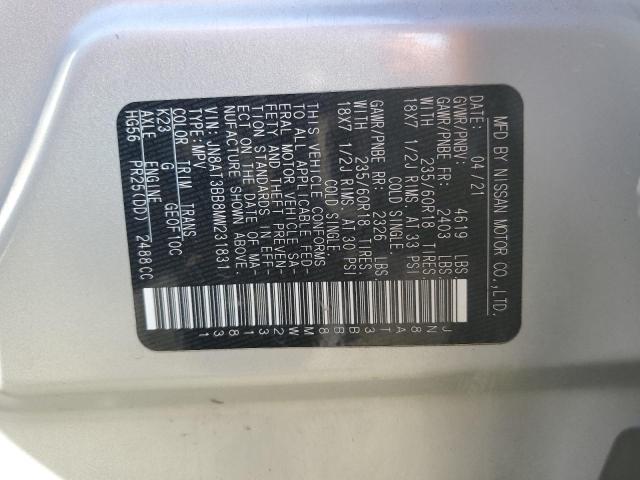 MFD BY NISSAN MOTOR CO.,LTD.
DATE: 04/21
GVWR/PNBV: 4619 LBS
GAWR/PNBE FR: 2403 LBS
WITH 235/60R18 TIRES
18X7 1/2J RIMS, AT 33 PSI
COLD SINGLE,
GAWR/PNBE RR: 2326 LBS.
WITH 235/60R18, TIRES
18X7 1/2J RIMS, AT 30 PSI
COLD SINGLE,
THIS VEHICLE CONFORMS
TO ALL APPLICABLE FED-
ERAL MOTOR VEHICLE SA-
FETY AND THEFT PREVEN-
TION STANDARDS IN EFF-
ECT ON THE DATE OF MA-
NUFACTURE SHOWN ABOVE.
VIN: JN8AT3BB8MW231831
TYPE: MPV
COLOR TRIM TRANS
K23 G GE0F10C
AXLE ENGINE
HG56 PR25(DD) 2488CC
JN8AT3BB8MW231831